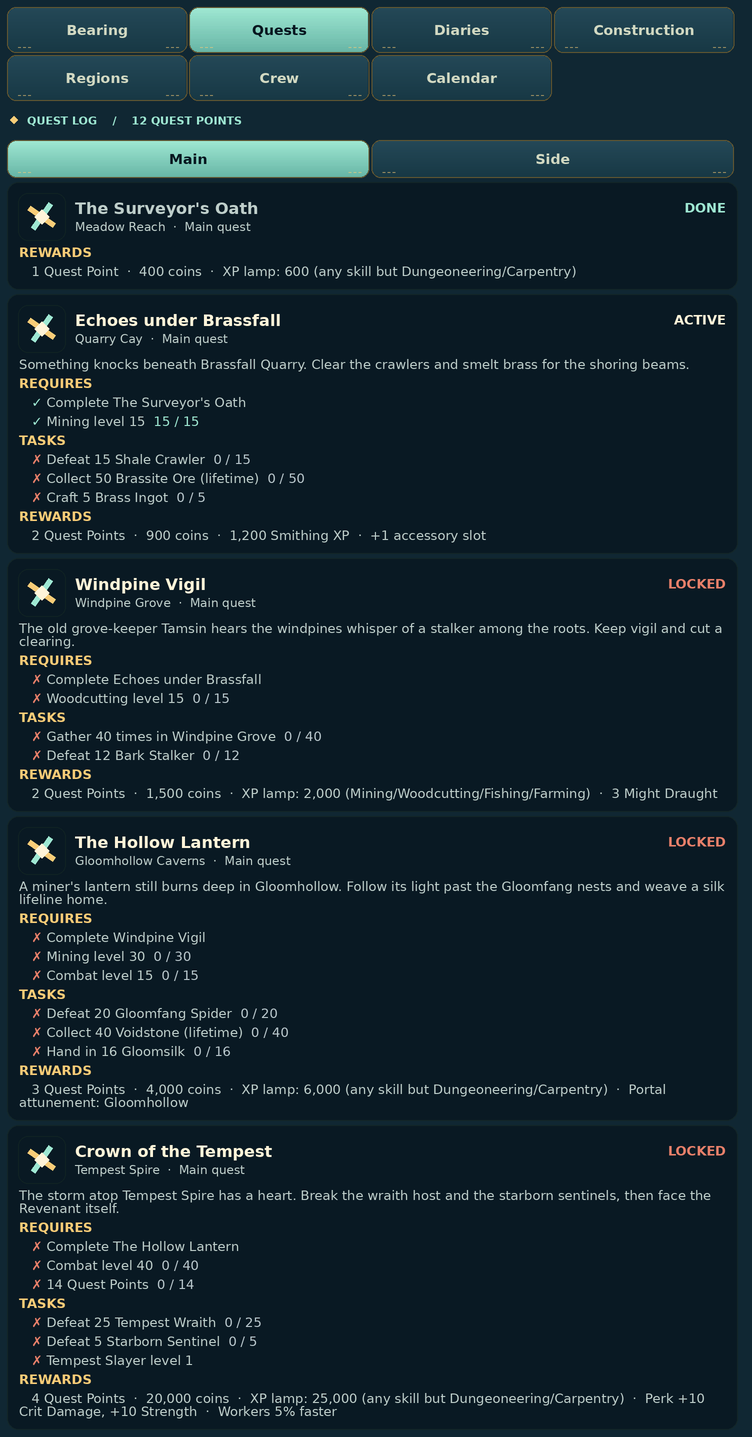 Bearing
Quests
Diaries
Construction
Regions
Crew
Calendar
QUEST LOG / 12 QUEST POINTS
Main
Side
The Surveyor's Oath
DONE
Meadow Reach · Main quest
REWARDS
1 Quest Point · 400 coins · XP lamp: 600 (any skill but Dungeoneering/Carpentry)
Echoes under Brassfall
ACTIVE
Quarry Cay · Main quest
Something knocks beneath Brassfall Quarry. Clear the crawlers and smelt brass for the shoring beams.
REQUIRES
✓ Complete The Surveyor's Oath
✓ Mining level 15 15 / 15
TASKS
✗ Defeat 15 Shale Crawler 0 / 15
✗ Collect 50 Brassite Ore (lifetime) 0 / 50
✗ Craft 5 Brass Ingot 0 / 5
REWARDS
2 Quest Points · 900 coins · 1,200 Smithing XP · +1 accessory slot
Windpine Vigil
LOCKED
Windpine Grove · Main quest
The old grove-keeper Tamsin hears the windpines whisper of a stalker among the roots. Keep vigil and cut a
clearing.
REQUIRES
✗ Complete Echoes under Brassfall
✗ Woodcutting level 15 0 / 15
TASKS
✗ Gather 40 times in Windpine Grove 0 / 40
✗ Defeat 12 Bark Stalker 0 / 12
REWARDS
2 Quest Points · 1,500 coins · XP lamp: 2,000 (Mining/Woodcutting/Fishing/Farming) · 3 Might Draught
The Hollow Lantern
LOCKED
Gloomhollow Caverns · Main quest
A miner's lantern still burns deep in Gloomhollow. Follow its light past the Gloomfang nests and weave a silk
lifeline home.
REQUIRES
✗ Complete Windpine Vigil
✗ Mining level 30 0 / 30
✗ Combat level 15 0 / 15
TASKS
✗ Defeat 20 Gloomfang Spider 0 / 20
✗ Collect 40 Voidstone (lifetime) 0 / 40
✗ Hand in 16 Gloomsilk 0 / 16
REWARDS
3 Quest Points · 4,000 coins · XP lamp: 6,000 (any skill but Dungeoneering/Carpentry) · Portal
attunement: Gloomhollow
Crown of the Tempest
LOCKED
Tempest Spire · Main quest
The storm atop Tempest Spire has a heart. Break the wraith host and the starborn sentinels, then face the
Revenant itself.
REQUIRES
✗ Complete The Hollow Lantern
✗ Combat level 40 0 / 40
✗ 14 Quest Points 0 / 14
TASKS
✗ Defeat 25 Tempest Wraith 0 / 25
✗ Defeat 5 Starborn Sentinel 0 / 5
✗ Tempest Slayer level 1
REWARDS
4 Quest Points · 20,000 coins · XP lamp: 25,000 (any skill but Dungeoneering/Carpentry) · Perk +10
Crit Damage, +10 Strength · Workers 5% faster